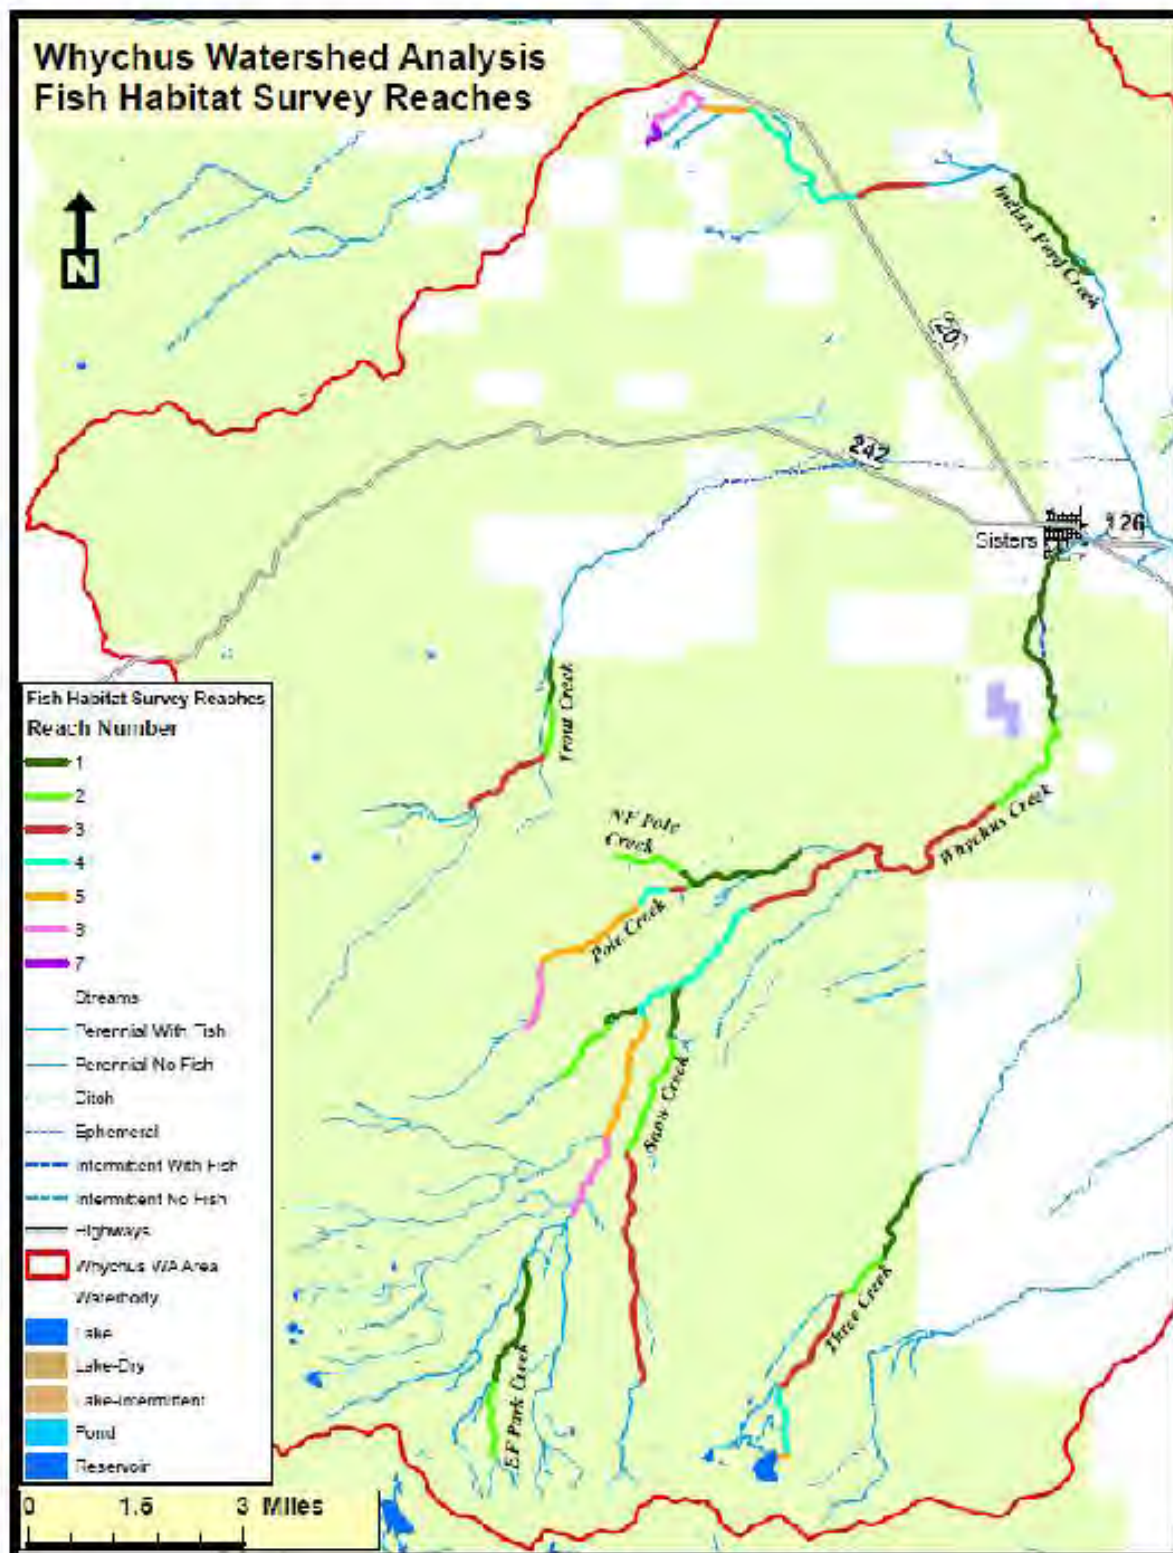 Whychus Watershed Analysis
Fish Habitat Survey Reaches
N
Indian Ford Creek
20
242
126
Sisters
Trout Creek
NF Pole
Creek
Pole Creek
Whychus Creek
Snow Creek
Three Creek
EF Park Creek
Fish Habitat Survey Reaches
Reach Number
1
2
3
4
5
3
7
Streams
Perennial With Fish
Perennial No Fish
Ditch
Ephemeral
Intermittent With Fish
Intermittent No Fish
Highways
Whychus WA Area
Waterbody
Lake
Lake-Dry
Lake-Intermittent
Pond
Reservoir
0 1.5 3 Miles